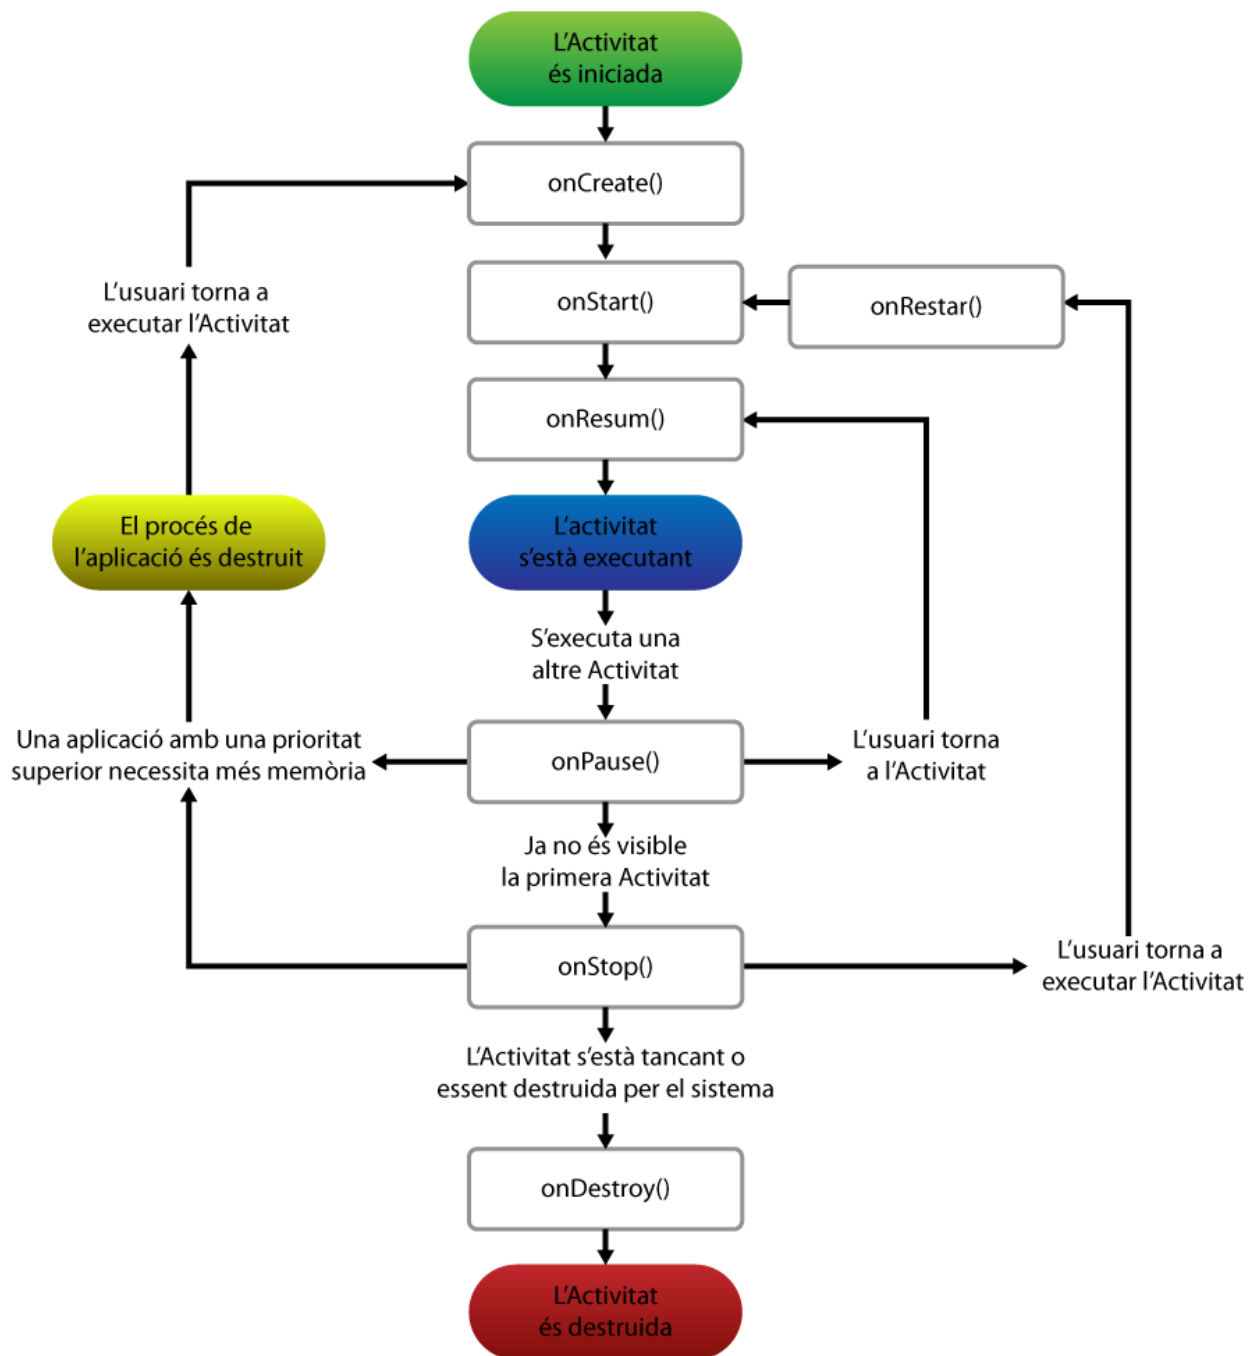 L'Activitat
és iniciada
onCreate()
L'usuari torna a
executar l'Activitat
onStart()
onRestar()
onResum()
El procés de
l'aplicació és destruit
L'activitat
s'està executant
S'executa una
altre Activitat
Una aplicació amb una prioritat
superior necessita més memòria
onPause()
L'usuari torna
a l'Activitat
Ja no és visible
la primera Activitat
onStop()
L'usuari torna a
executar l'Activitat
L'Activitat s'està tancant o
essent destruida per el sistema
onDestroy()
L'Activitat
és destruida